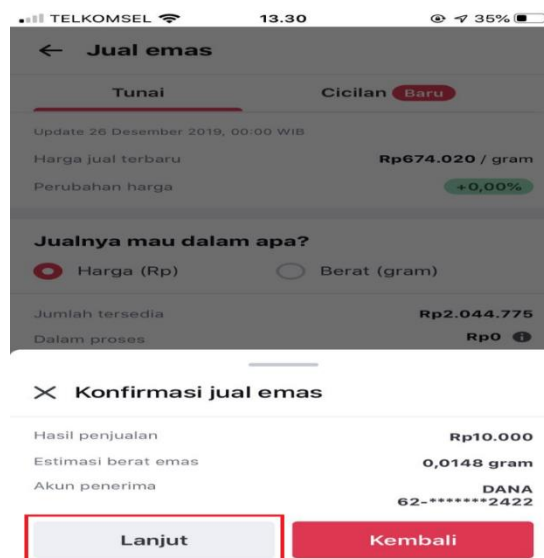 TELKOMSEL 13.30 35%
← Jual emas
Tunai Cicilan Baru
Update 26 Desember 2019, 00:00 WIB
Harga jual terbaru Rp674.020 / gram
Perubahan harga +0,00%
Jualnya mau dalam apa?
Harga (Rp) Berat (gram)
Jumlah tersedia Rp2.044.775
Dalam proses Rp0
Konfirmasi jual emas
Hasil penjualan Rp10.000
Estimasi berat emas 0,0148 gram
Akun penerima DANA
62-*******2422
Lanjut Kembali